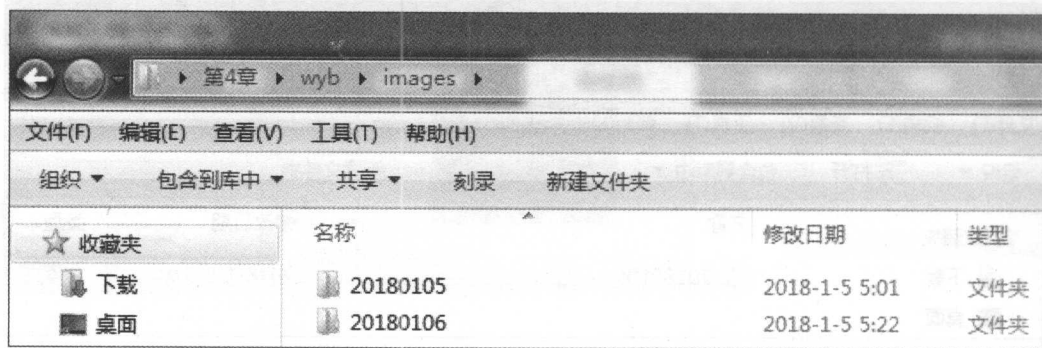 第4章 wyb images
文件(F) 编辑(E) 查看(V) 工具(T) 帮助(H)
组织 包含到库中 共享 刻录 新建文件夹
名称 修改日期 类型
收藏夹
下载
桌面
20180105 2018-1-5 5:01 文件夹
20180106 2018-1-5 5:22 文件夹